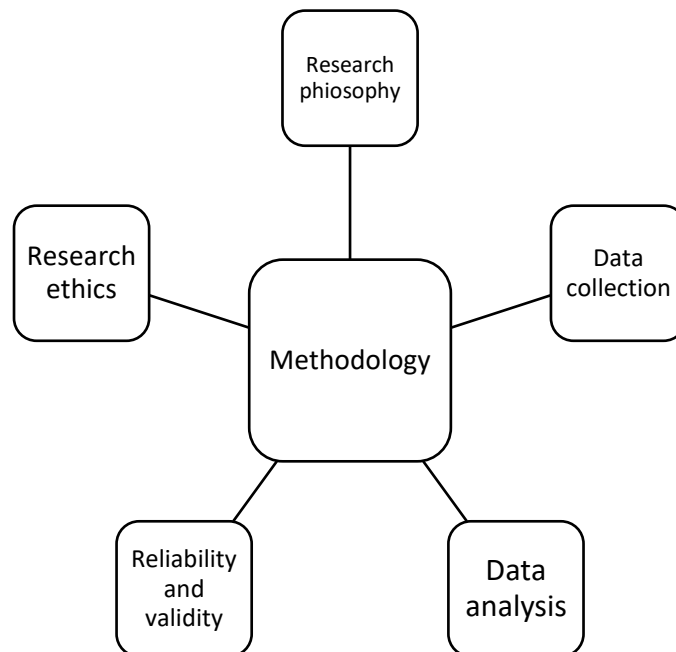 Research
phiosophy
Research
ethics
Data
collection
Methodology
Reliability
and
validity
Data
analysis